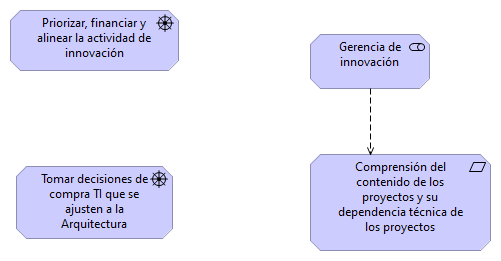 Priorizar, financiar y
alinear la actividad de
innovación
Gerencia de
innovación
Tomar decisiones de
compra TI que se
ajusten a la
Arquitectura
Comprensión del
contenido de los
proyectos y su
dependencia técnica de
los proyectos